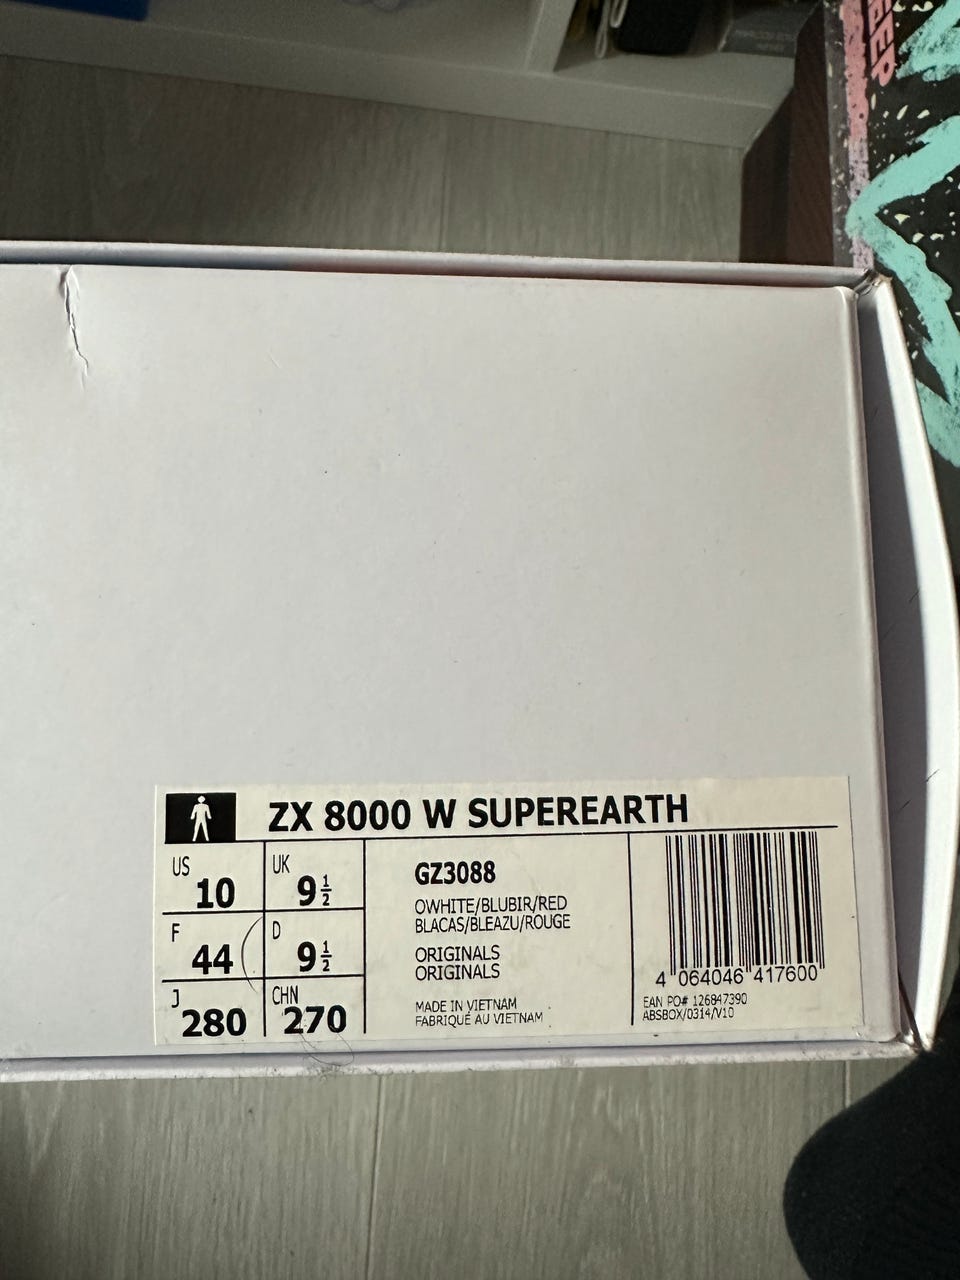 ZX 8000 W SUPEREARTH
US 10
UK 9 1/2
F 44
D 9 1/2
J 280
CHN 270
GZ3088
OWHITE/BLUBIR/RED
BLACAS/BLEAZU/ROUGE
ORIGINALS
ORIGINALS
MADE IN VIETNAM
FABRIQUÉ AU VIETNAM
4 064046 417600
EAN PO# 126847390
ABSBOX/0314/V10